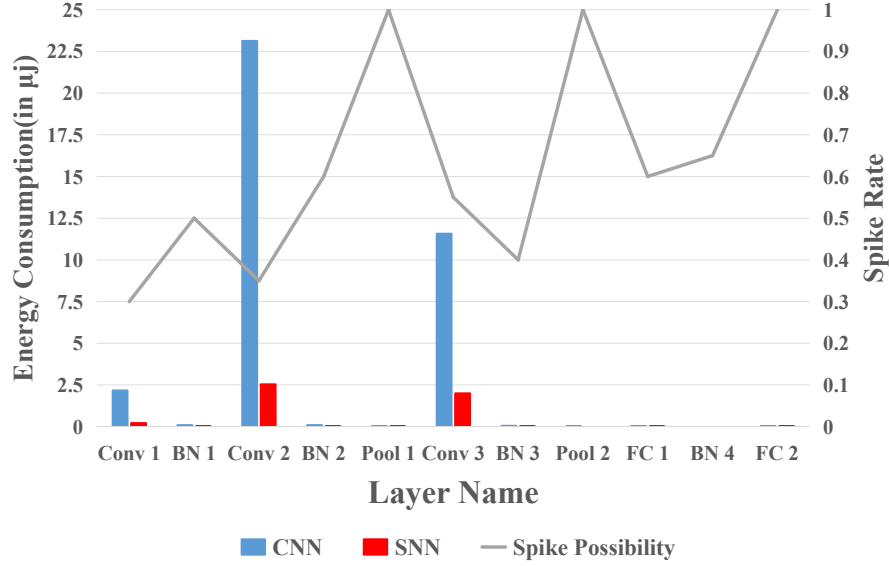 25 1
22.5 0.9
20 0.8
17.5 0.7
15 0.6
12.5 0.5
10 0.4
7.5 0.3
5 0.2
2.5 0.1
0 0
Energy Consumption(in µj)
Spike Rate
Conv 1 BN 1 Conv 2 BN 2 Pool 1 Conv 3 BN 3 Pool 2 FC 1 BN 4 FC 2
Layer Name
CNN SNN Spike Possibility